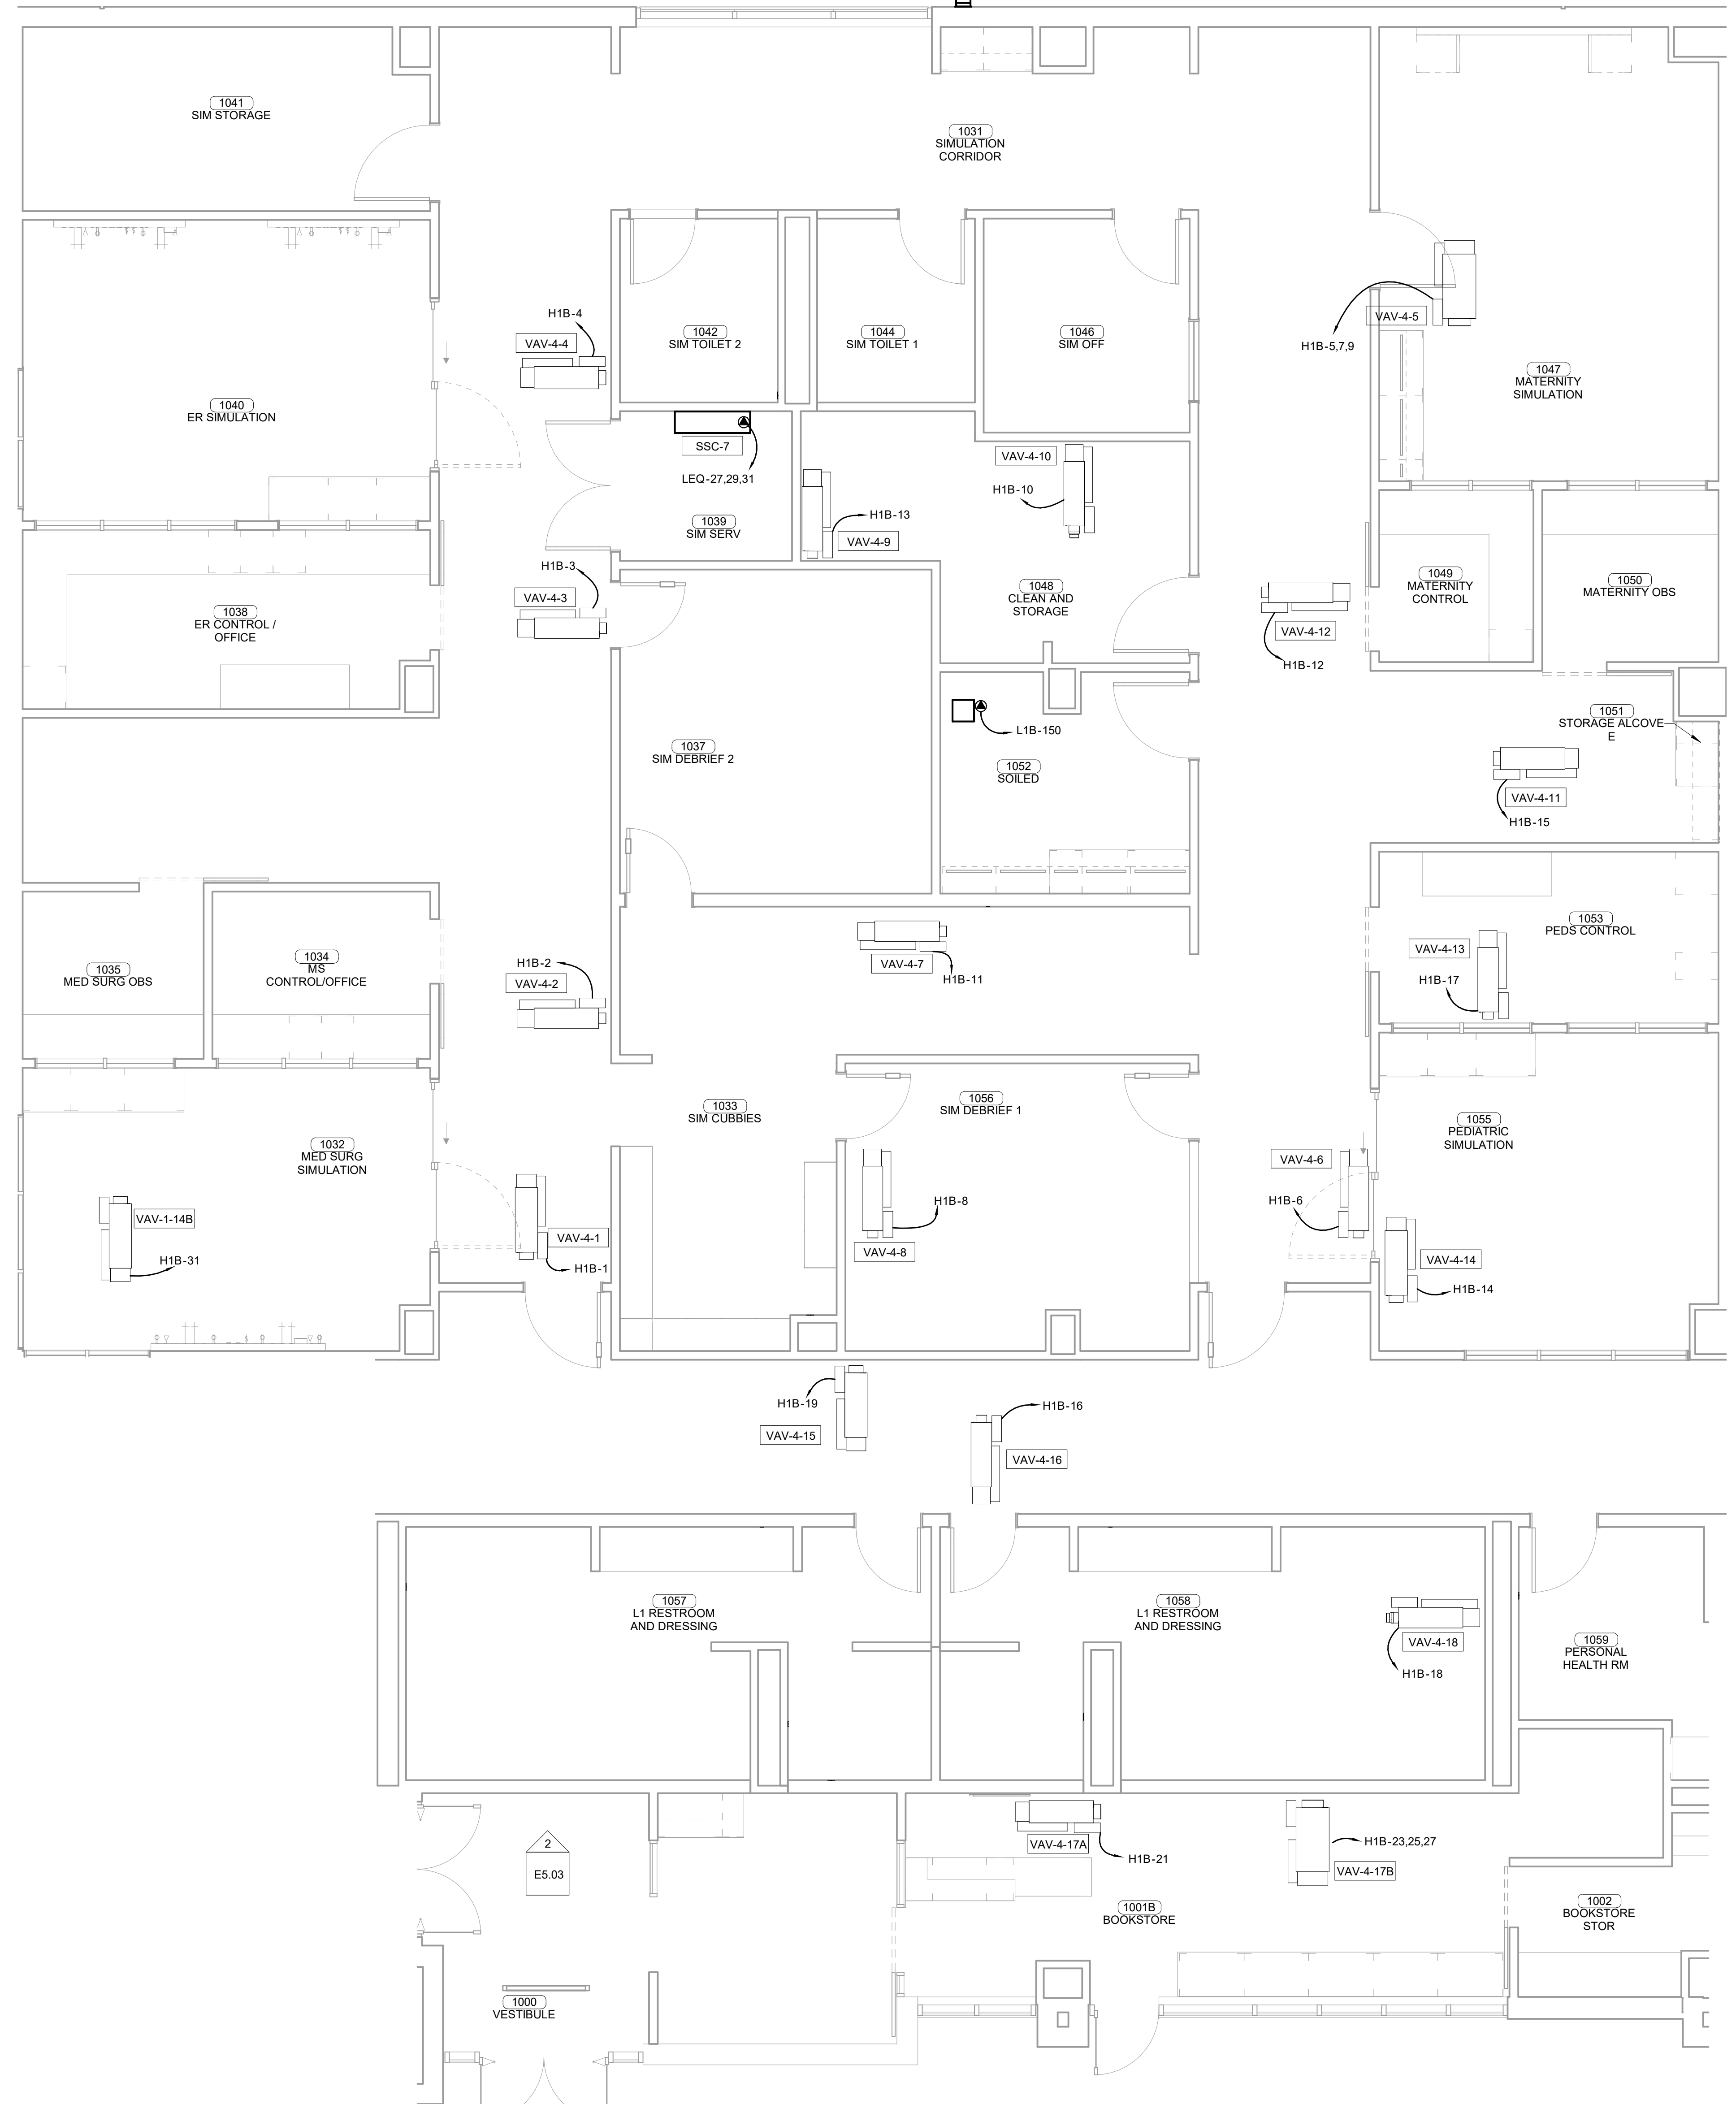 1041
SIM STORAGE
1031
SIMULATION
CORRIDOR
H1B-4
VAV-4-4
1042
SIM TOILET 2
1044
SIM TOILET 1
1046
SIM OFF
VAV-4-5
H1B-5,7,9
1047
MATERNITY
SIMULATION
1040
ER SIMULATION
SSC-7
LEQ-27,29,31
VAV-4-10
H1B-10
H1B-13
VAV-4-9
1039
SIM SERV
H1B-3
VAV-4-3
1038
ER CONTROL /
OFFICE
1048
CLEAN AND
STORAGE
1049
MATERNITY
CONTROL
1050
MATERNITY OBS
VAV-4-12
H1B-12
1051
STORAGE ALCOVE
E
L1B-150
1037
SIM DEBRIEF 2
1052
SOILED
VAV-4-11
H1B-15
1053
PEDS CONTROL
VAV-4-13
H1B-17
1035
MED SURG OBS
1034
MS
CONTROL/OFFICE
H1B-2
VAV-4-2
VAV-4-7
H1B-11
1033
SIM CUBBIES
1056
SIM DEBRIEF 1
1055
PEDIATRIC
SIMULATION
1032
MED SURG
SIMULATION
VAV-4-6
H1B-6
VAV-1-14B
H1B-31
VAV-4-1
H1B-1
H1B-8
VAV-4-8
VAV-4-14
H1B-14
H1B-19
VAV-4-15
H1B-16
VAV-4-16
1057
L1 RESTROOM
AND DRESSING
1058
L1 RESTROOM
AND DRESSING
VAV-4-18
H1B-18
1059
PERSONAL
HEALTH RM
2
E5.03
VAV-4-17A
H1B-21
H1B-23,25,27
VAV-4-17B
1001B
BOOKSTORE
1002
BOOKSTORE
STOR
1000
VESTIBULE